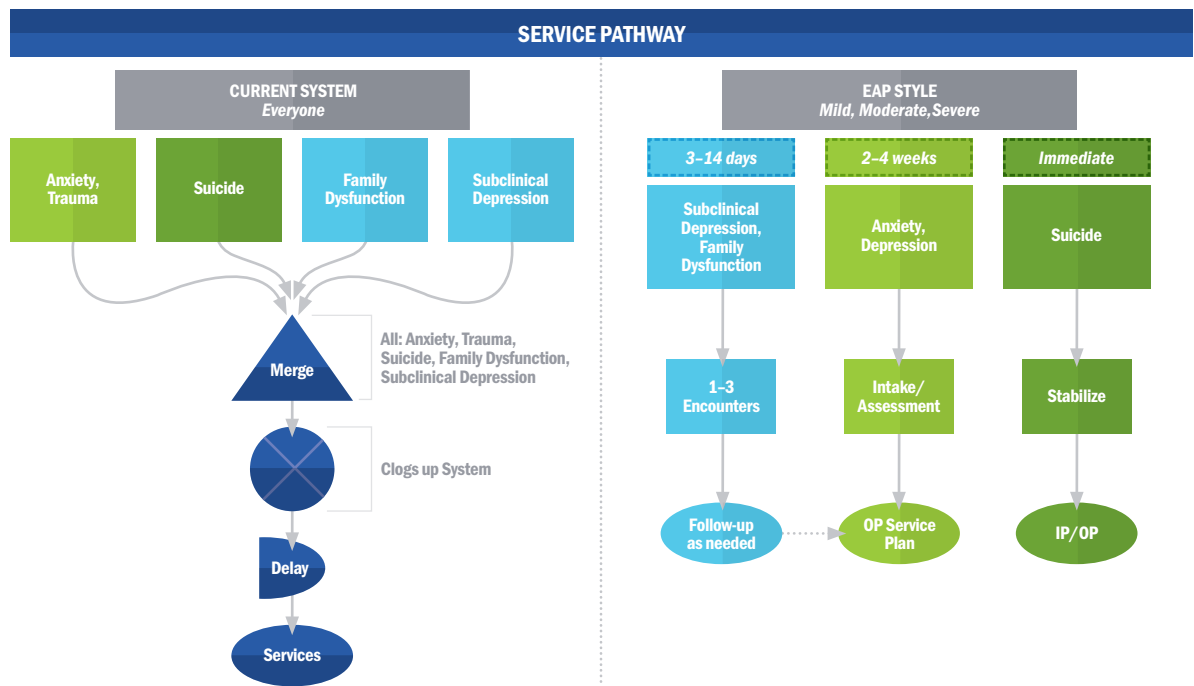 SERVICE PATHWAY
CURRENT SYSTEM
Everyone
Anxiety,
Trauma
Suicide
Family
Dysfunction
Subclinical
Depression
Merge
All: Anxiety, Trauma,
Suicide, Family Dysfunction,
Subclinical Depression
Clogs up System
Delay
Services
EAP STYLE
Mild, Moderate,Severe
3–14 days
2–4 weeks
Immediate
Subclinical
Depression,
Family
Dysfunction
Anxiety,
Depression
Suicide
1–3
Encounters
Intake/
Assessment
Stabilize
Follow-up
as needed
OP Service
Plan
IP/OP